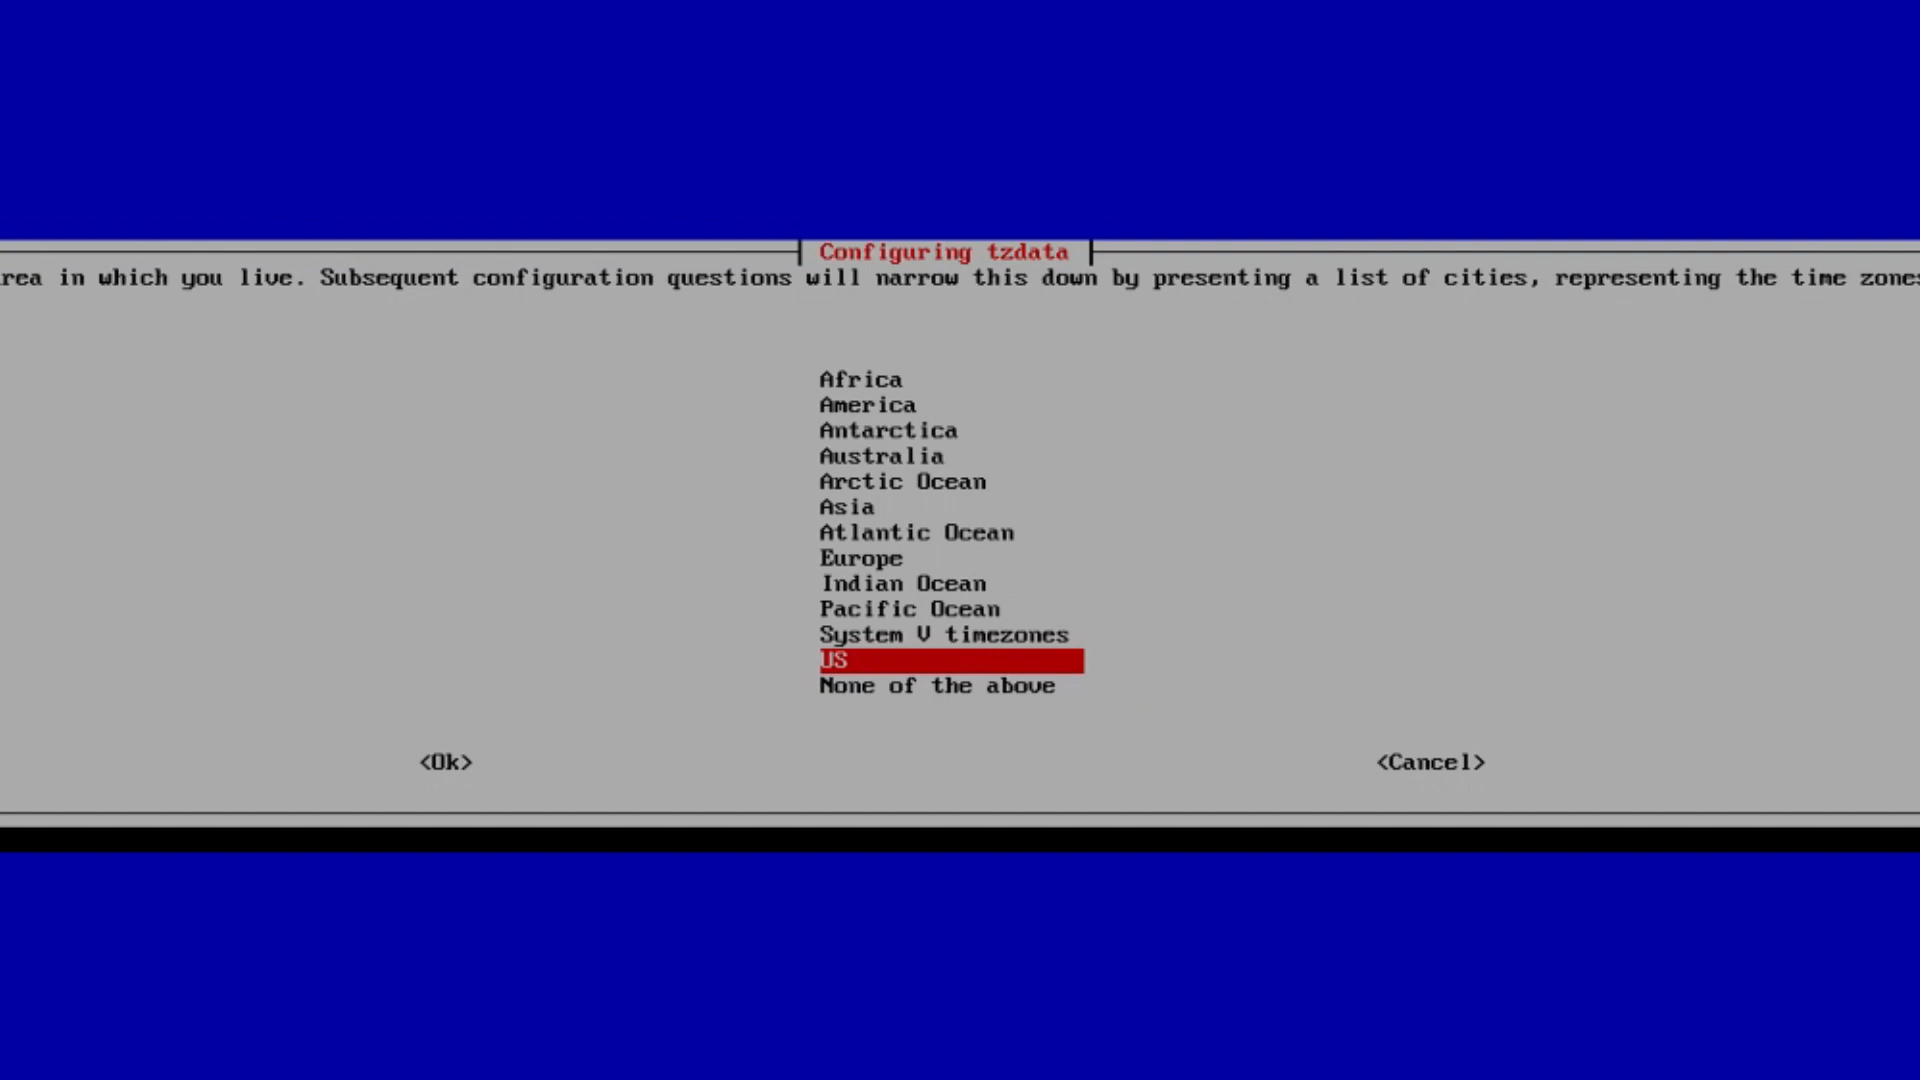 Configuring tzdata
rea in which you live. Subsequent configuration questions will narrow this down by presenting a list of cities, representing the time zones
Africa
America
Antarctica
Australia
Arctic Ocean
Asia
Atlantic Ocean
Europe
Indian Ocean
Pacific Ocean
System V timezones
US
None of the above
<Ok> <Cancel>